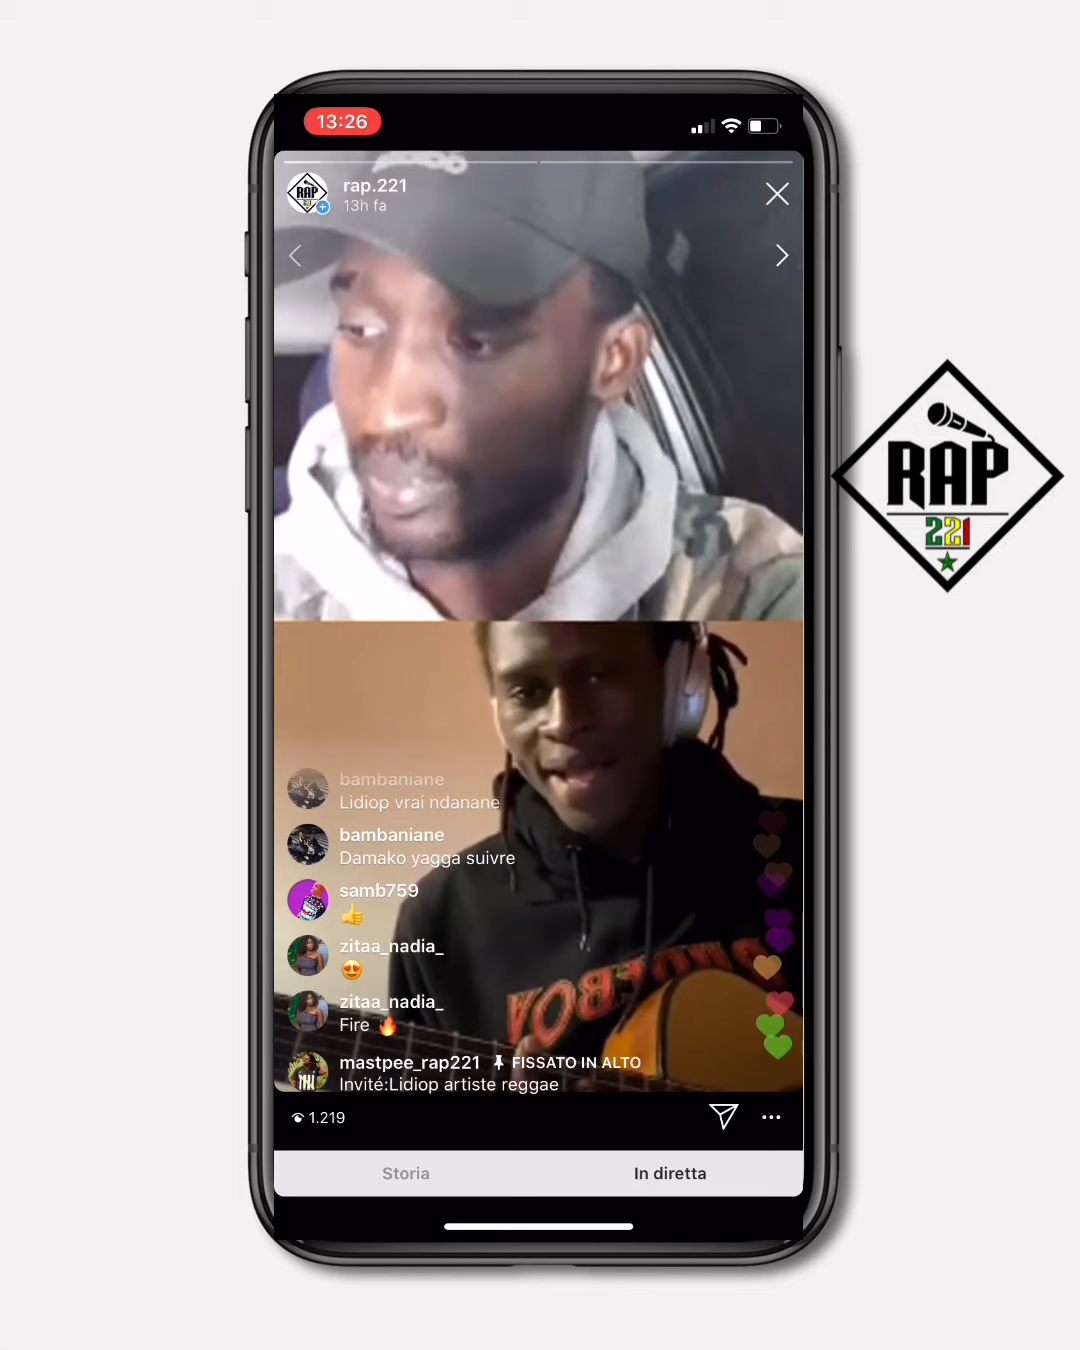 13:26
rap.221
13h fa
RAP
221
bambaniane
Lidiop vrai ndanane
bambaniane
Damako yagga suivre
samb759
👍
zitaa_nadia_
😍
zitaa_nadia_
Fire 🔥
mastpee_rap221 FISSATO IN ALTO
Invité:Lidiop artiste reggae
1.219
Storia In diretta